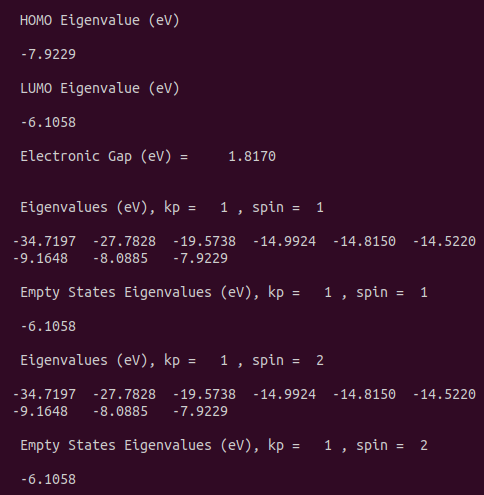 HOMO Eigenvalue (eV)
-7.9229
LUMO Eigenvalue (eV)
-6.1058
Electronic Gap (eV) =     1.8170
Eigenvalues (eV), kp =   1 , spin =  1
-34.7197  -27.7828  -19.5738  -14.9924  -14.8150  -14.5220
-9.1648   -8.0885   -7.9229
Empty States Eigenvalues (eV), kp =   1 , spin =  1
-6.1058
Eigenvalues (eV), kp =   1 , spin =  2
-34.7197  -27.7828  -19.5738  -14.9924  -14.8150  -14.5220
-9.1648   -8.0885   -7.9229
Empty States Eigenvalues (eV), kp =   1 , spin =  2
-6.1058